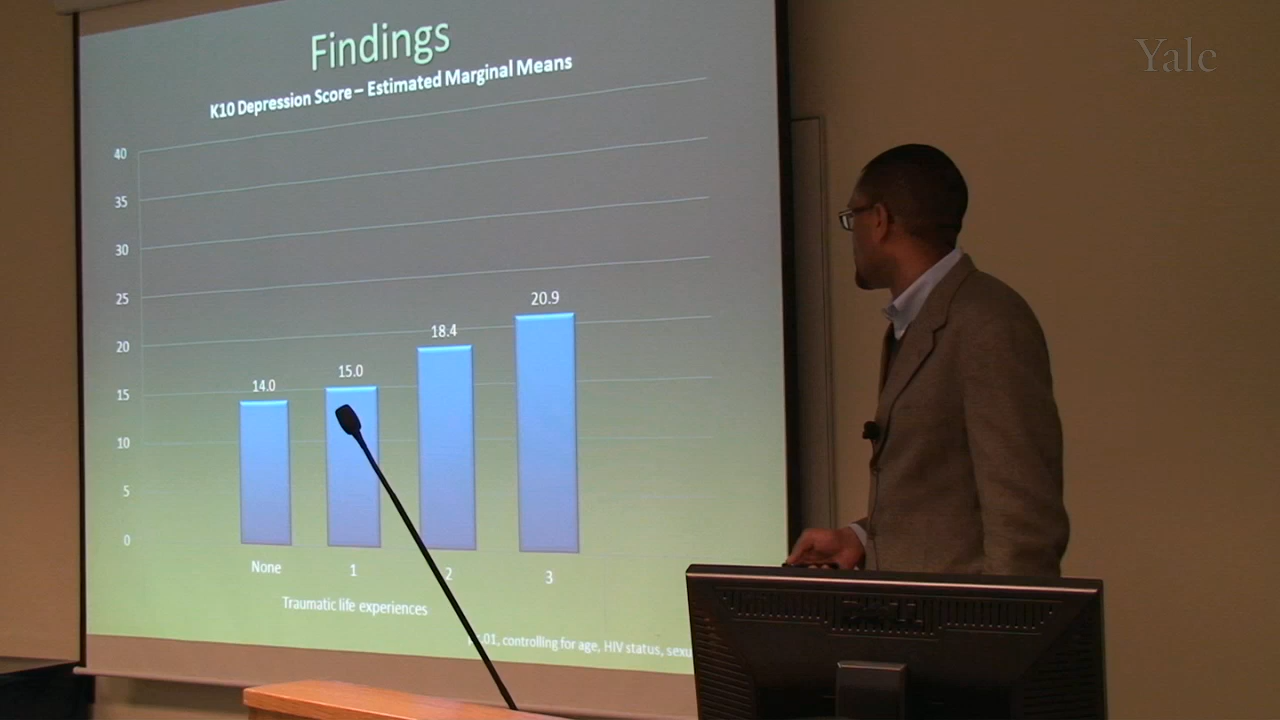 Findings
Yale
K10 Depression Score – Estimated Marginal Means
40
35
30
25
20
15
10
5
0
14.0
15.0
18.4
20.9
None
1
2
3
Traumatic life experiences
.01, controlling for age, HIV status,